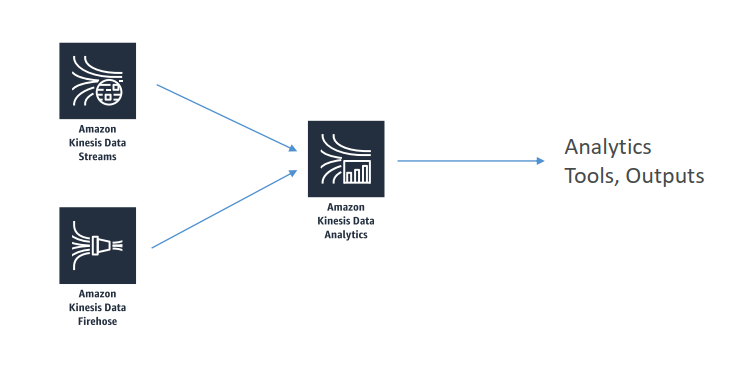 Amazon
Kinesis Data
Streams
Amazon
Kinesis Data
Firehose
Amazon
Kinesis Data
Analytics
Analytics
Tools, Outputs